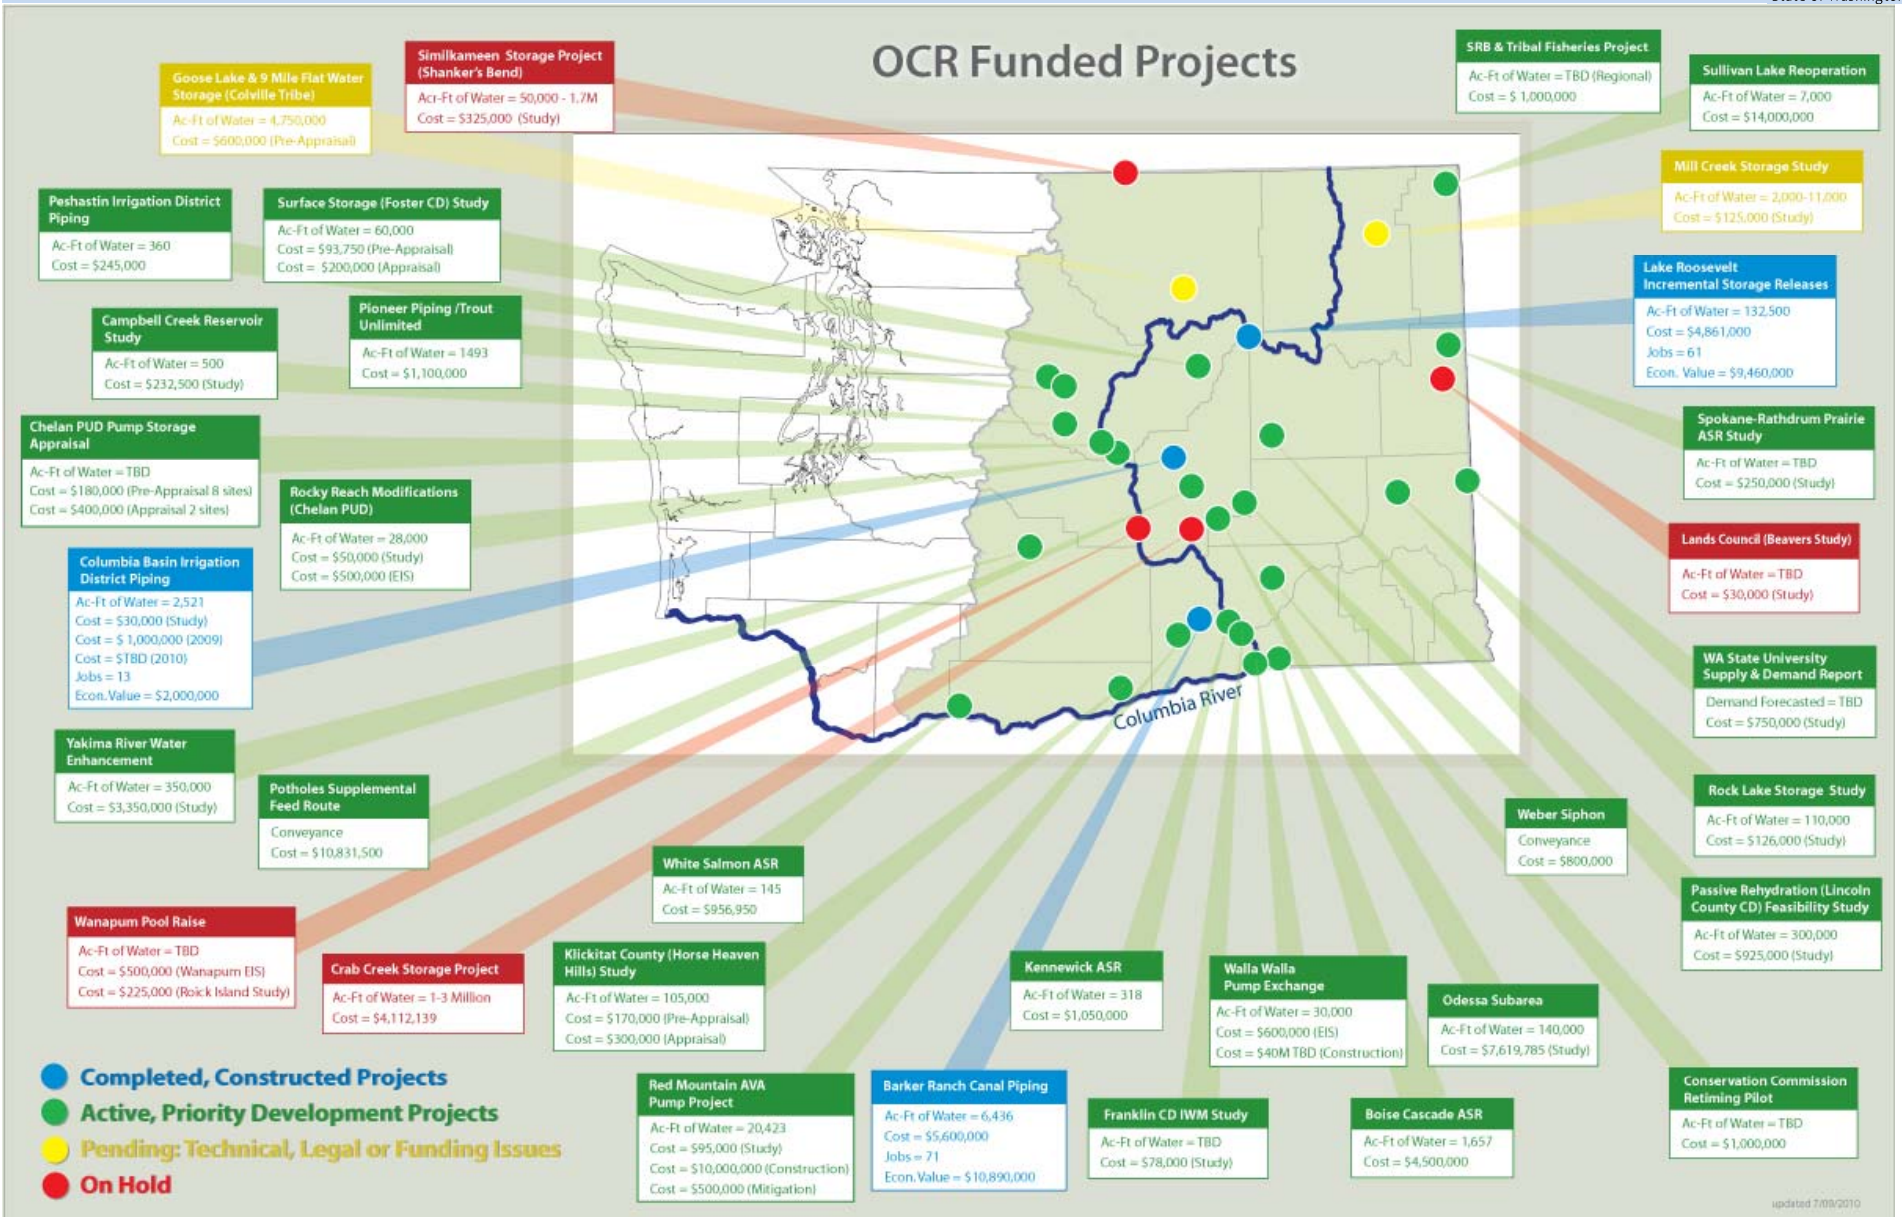 OCR Funded Projects
Goose Lake & 9 Mile Flat Water
Storage (Colville Tribe)
Ac-Ft of Water = 4,750,000
Cost = $600,000 (Pre-Appraisal)
Similkameen Storage Project
(Shanker's Bend)
Acr-Ft of Water = 50,000 - 1.7M
Cost = $325,000 (Study)
SRB & Tribal Fisheries Project
Ac-Ft of Water = TBD (Regional)
Cost = $ 1,000,000
Sullivan Lake Reoperation
Ac-Ft of Water = 7,000
Cost = $14,000,000
Mill Creek Storage Study
Ac-Ft of Water = 2,000-11,000
Cost = $125,000 (Study)
Peshastin Irrigation District
Piping
Ac-Ft of Water = 360
Cost = $245,000
Surface Storage (Foster CD) Study
Ac-Ft of Water = 60,000
Cost = $93,750 (Pre-Appraisal)
Cost = $200,000 (Appraisal)
Lake Roosevelt
Incremental Storage Releases
Ac-Ft of Water = 132,500
Cost = $4,861,000
Jobs = 61
Econ. Value = $9,460,000
Campbell Creek Reservoir
Study
Ac-Ft of Water = 500
Cost = $232,500 (Study)
Pioneer Piping /Trout
Unlimited
Ac-Ft of Water = 1493
Cost = $1,100,000
Chelan PUD Pump Storage
Appraisal
Ac-Ft of Water = TBD
Cost = $180,000 (Pre-Appraisal 8 sites)
Cost = $400,000 (Appraisal 2 sites)
Rocky Reach Modifications
(Chelan PUD)
Ac-Ft of Water = 28,000
Cost = $50,000 (Study)
Cost = $500,000 (EIS)
Spokane-Rathdrum Prairie
ASR Study
Ac-Ft of Water = TBD
Cost = $250,000 (Study)
Lands Council (Beavers Study)
Ac-Ft of Water = TBD
Cost = $30,000 (Study)
Columbia Basin Irrigation
District Piping
Ac-Ft of Water = 2,521
Cost = $30,000 (Study)
Cost = $ 1,000,000 (2009)
Cost = $TBD (2010)
Jobs = 13
Econ.Value = $2,000,000
WA State University
Supply & Demand Report
Demand Forecasted = TBD
Cost = $750,000 (Study)
Columbia River
Yakima River Water
Enhancement
Ac-Ft of Water = 350,000
Cost = $3,350,000 (Study)
Potholes Supplemental
Feed Route
Conveyance
Cost = $10,831,500
Rock Lake Storage Study
Ac-Ft of Water = 110,000
Cost = $126,000 (Study)
Weber Siphon
Conveyance
Cost = $800,000
White Salmon ASR
Ac-Ft of Water = 145
Cost = $956,950
Passive Rehydration (Lincoln
County CD) Feasibility Study
Ac-Ft of Water = 300,000
Cost = $925,000 (Study)
Wanapum Pool Raise
Ac-Ft of Water = TBD
Cost = $500,000 (Wanapum EIS)
Cost = $225,000 (Roick Island Study)
Crab Creek Storage Project
Ac-Ft of Water = 1-3 Million
Cost = $4,112,139
Klickitat County (Horse Heaven
Hills) Study
Ac-Ft of Water = 105,000
Cost = $170,000 (Pre-Appraisal)
Cost = $300,000 (Appraisal)
Kennewick ASR
Ac-Ft of Water = 318
Cost = $1,050,000
Walla Walla
Pump Exchange
Ac-Ft of Water = 30,000
Cost = $600,000 (EIS)
Cost = $40M TBD (Construction)
Odessa Subarea
Ac-Ft of Water = 140,000
Cost = $7,619,785 (Study)
Red Mountain AVA
Pump Project
Ac-Ft of Water = 20,423
Cost = $95,000 (Study)
Cost = $10,000,000 (Construction)
Cost = $500,000 (Mitigation)
Barker Ranch Canal Piping
Ac-Ft of Water = 6,436
Cost = $5,600,000
Jobs = 71
Econ.Value = $10,890,000
Franklin CD IWM Study
Ac-Ft of Water = TBD
Cost = $78,000 (Study)
Boise Cascade ASR
Ac-Ft of Water = 1,657
Cost = $4,500,000
Conservation Commission
Retiming Pilot
Ac-Ft of Water = TBD
Cost = $1,000,000
Completed, Constructed Projects
Active, Priority Development Projects
Pending: Technical, Legal or Funding Issues
On Hold
updated 7/09/2010